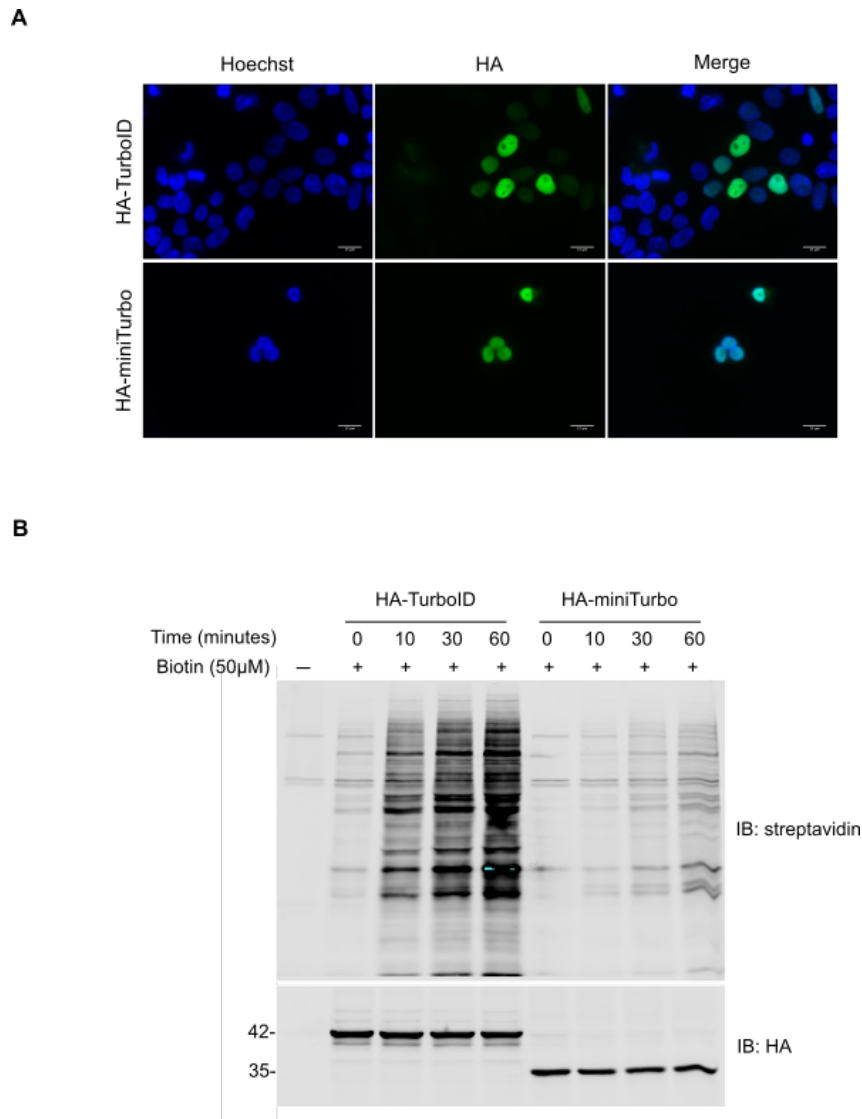 A
Hoechst HA Merge
HA-TurboID
HA-miniTurbo
B
HA-TurboID HA-miniTurbo
Time (minutes) 0 10 30 60 0 10 30 60
Biotin (50µM) — + + + + + + + +
IB: streptavidin
42-
IB: HA
35-